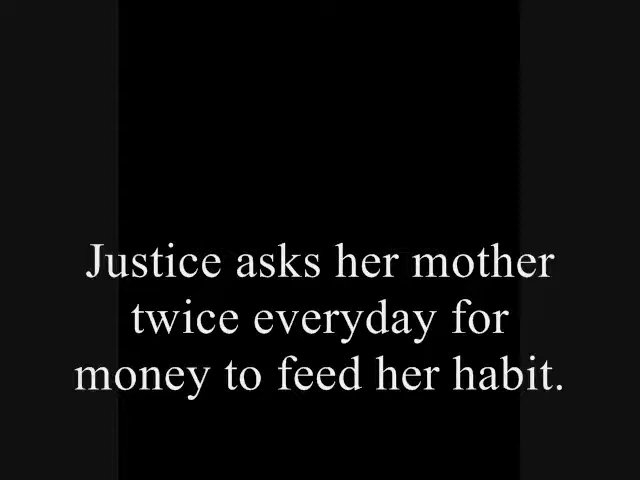 Justice asks her mother
twice everyday for
money to feed her habit.